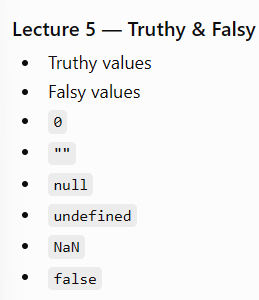 Lecture 5 — Truthy & Falsy
• Truthy values
• Falsy values
• 0
• ""
• null
• undefined
• NaN
• false